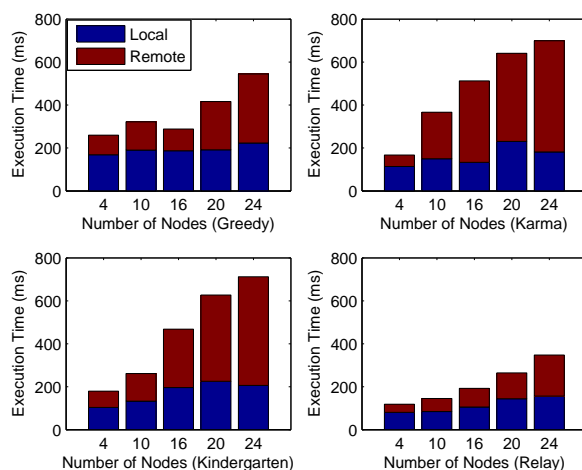 800
600
400
200
0
Execution Time (ms)
Local
Remote
4 10 16 20 24
Number of Nodes (Greedy)
800
600
400
200
0
Execution Time (ms)
4 10 16 20 24
Number of Nodes (Karma)
800
600
400
200
0
Execution Time (ms)
4 10 16 20 24
Number of Nodes (Kindergarten)
800
600
400
200
0
Execution Time (ms)
4 10 16 20 24
Number of Nodes (Relay)